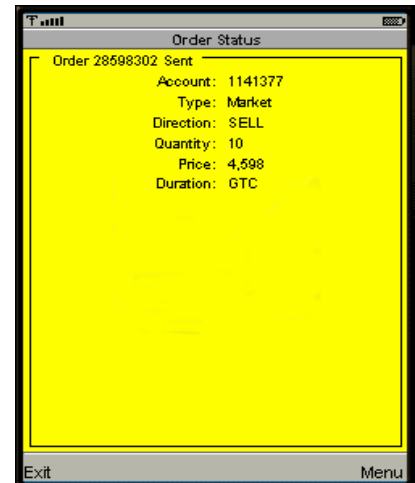 Order Status
Order 28598302 Sent
Account: 1141377
Type: Market
Direction: SELL
Quantity: 10
Price: 4,598
Duration: GTC
Exit Menu